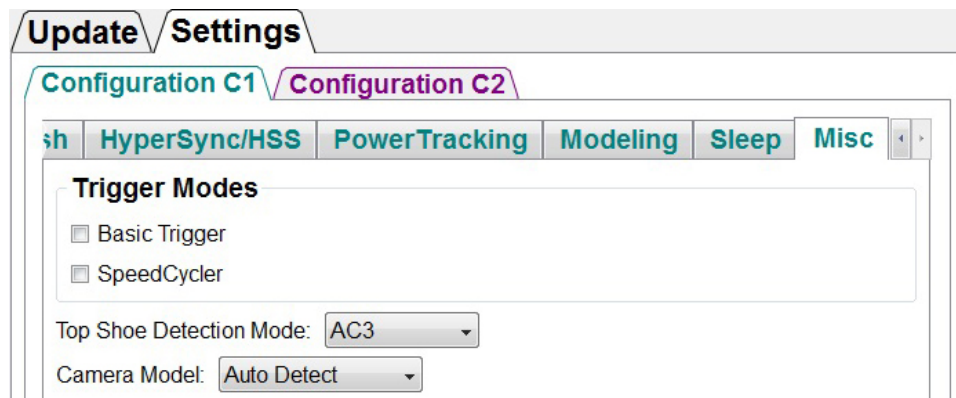 Update Settings
Configuration C1 Configuration C2
sh HyperSync/HSS PowerTracking Modeling Sleep Misc
Trigger Modes
Basic Trigger
SpeedCycler
Top Shoe Detection Mode: AC3
Camera Model: Auto Detect